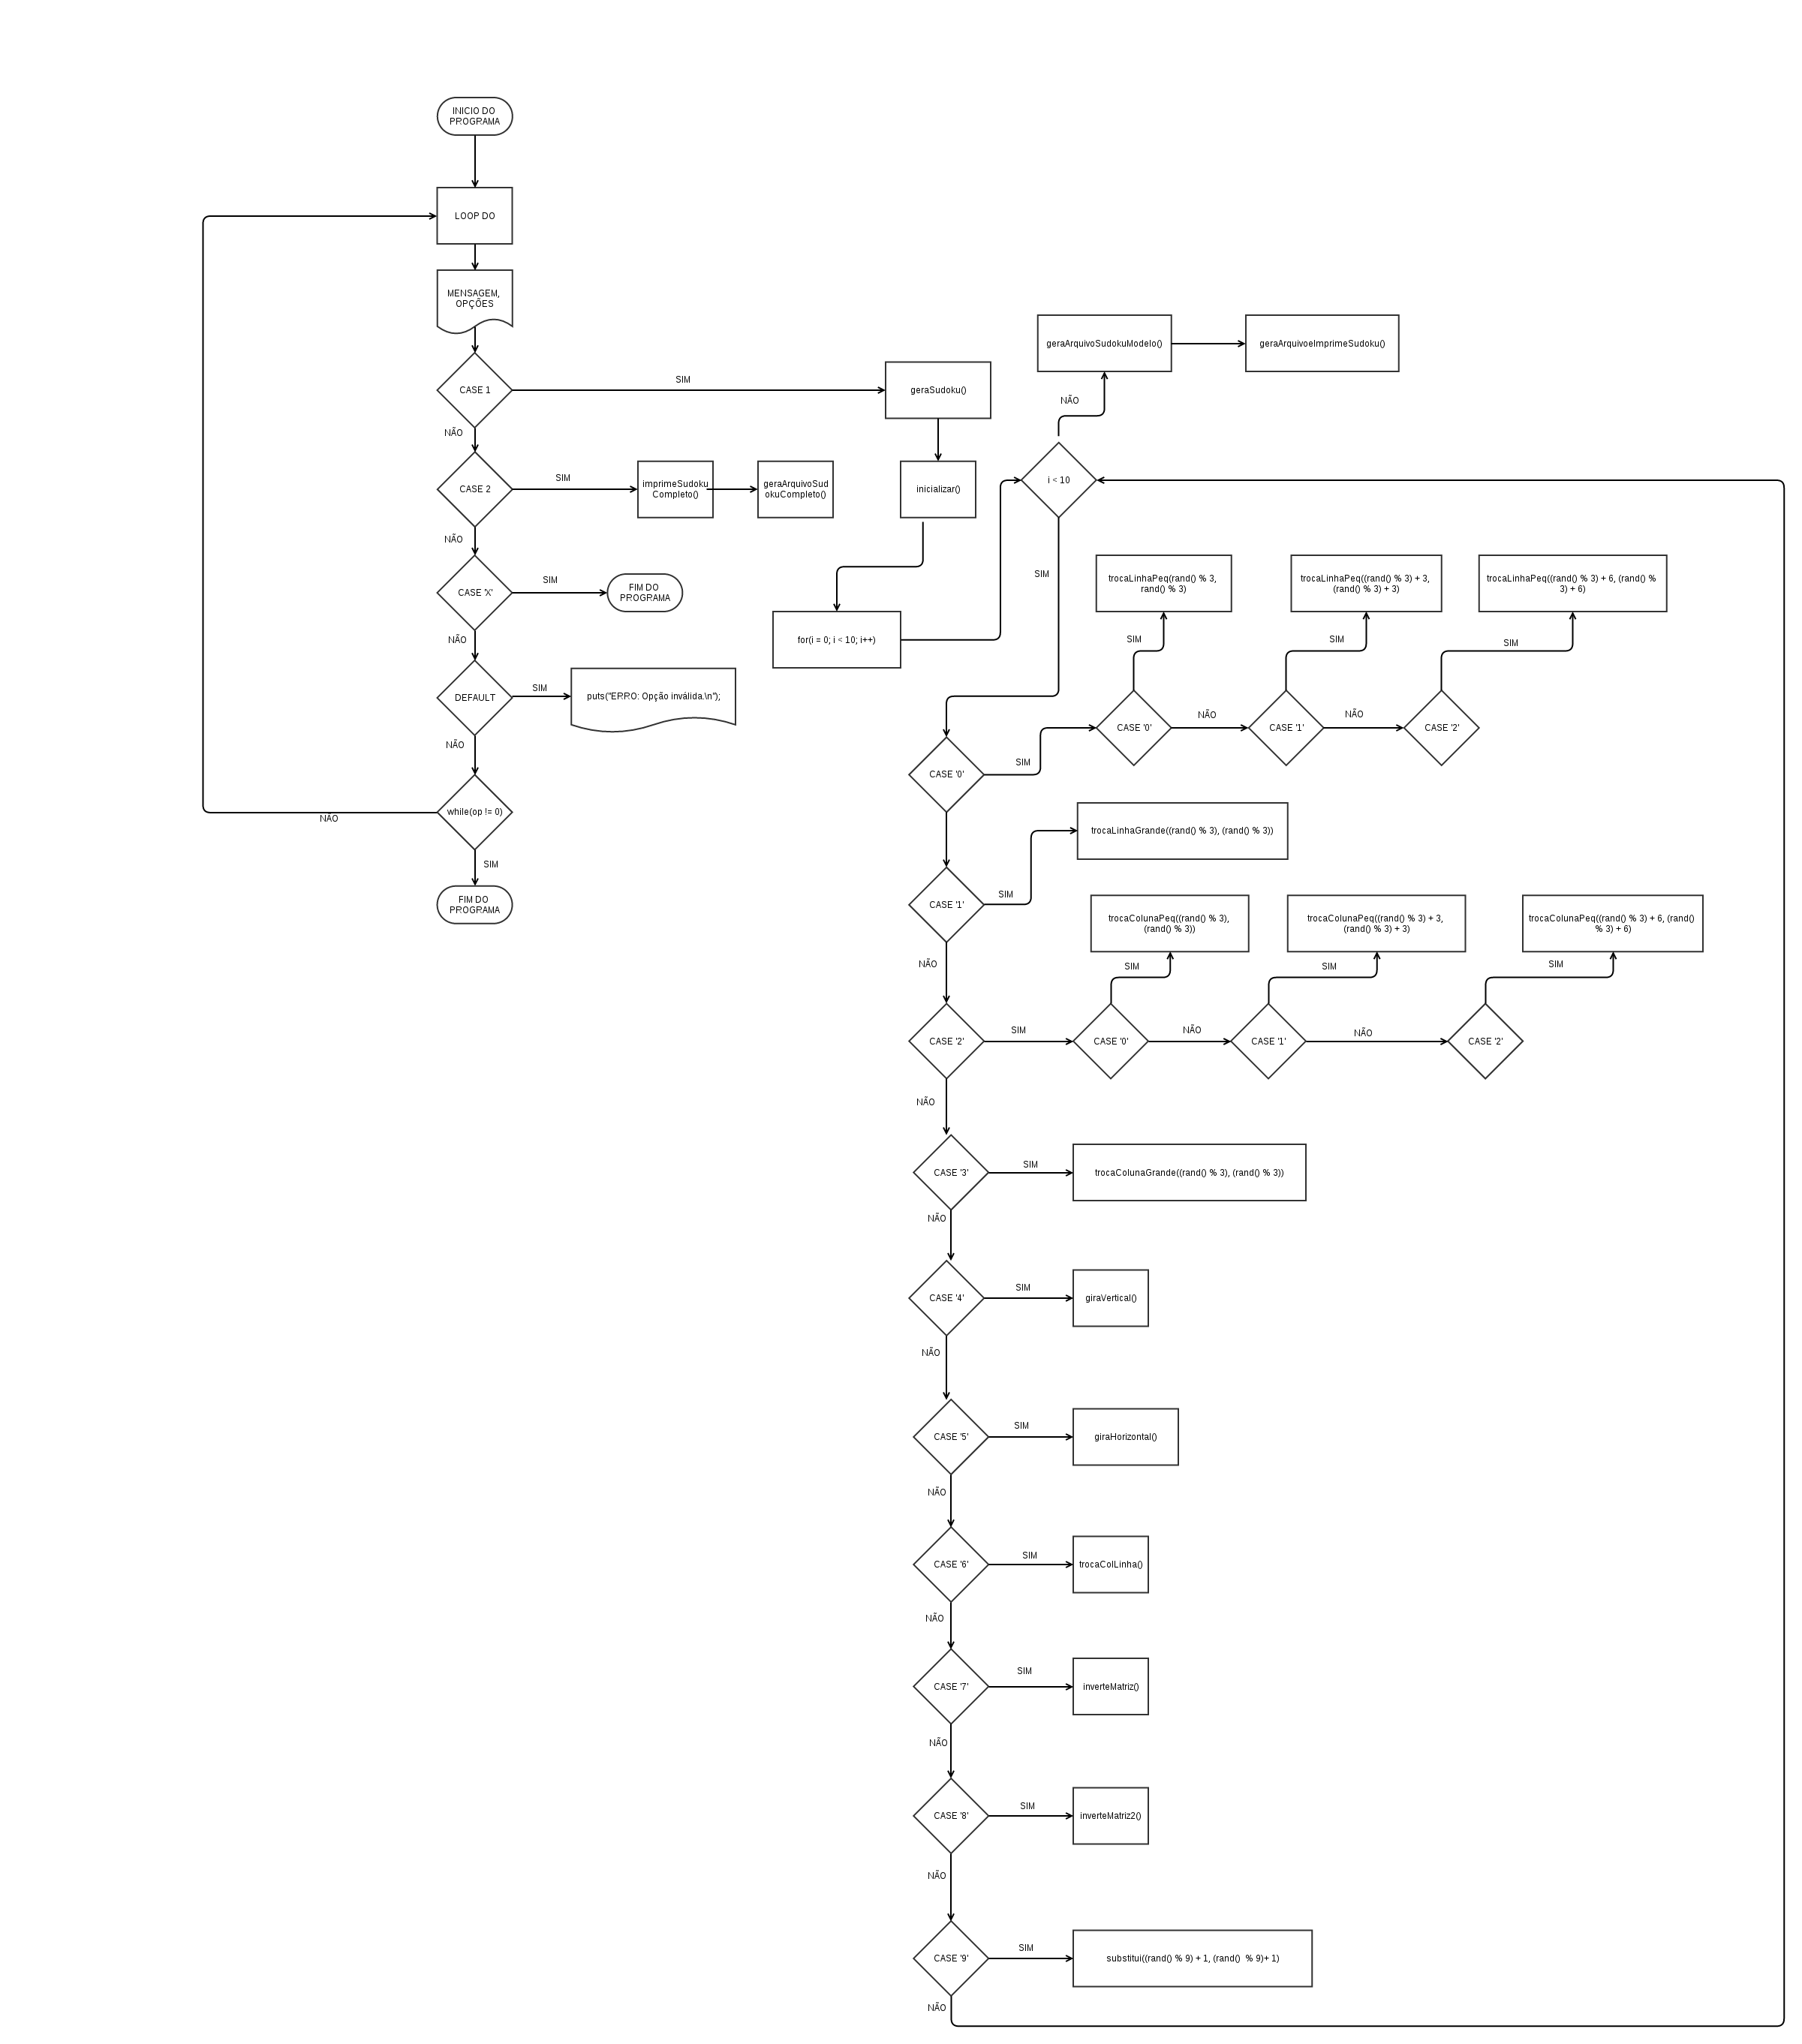 INICIO DO
PROGRAMA
LOOP DO
MENSAGEM,
OPÇÕES
CASE 1
SIM
NÃO
CASE 2
SIM
imprimeSudoku
Completo()
geraArquivoSud
okuCompleto()
NÃO
CASE 'X'
SIM
FIM DO
PROGRAMA
NÃO
DEFAULT
SIM
puts("ERRO: Opção inválida.\n");
NÃO
while(op != 0)
NÃO
SIM
FIM DO
PROGRAMA
geraSudoku()
inicializar()
for(i = 0; i < 10; i++)
i < 10
NÃO
geraArquivoSudokuModelo()
geraArquivoeImprimeSudoku()
SIM
CASE '0'
SIM
CASE '0'
SIM
trocaLinhaPeq(rand() % 3,
rand() % 3)
NÃO
CASE '1'
SIM
trocaLinhaPeq((rand() % 3) + 3,
(rand() % 3) + 3)
NÃO
CASE '2'
SIM
trocaLinhaPeq((rand() % 3) + 6, (rand() %
3) + 6)
CASE '1'
SIM
trocaLinhaGrande((rand() % 3), (rand() % 3))
NÃO
CASE '2'
SIM
CASE '0'
SIM
trocaColunaPeq((rand() % 3),
(rand() % 3))
NÃO
CASE '1'
SIM
trocaColunaPeq((rand() % 3) + 3,
(rand() % 3) + 3)
NÃO
CASE '2'
SIM
trocaColunaPeq((rand() % 3) + 6, (rand()
% 3) + 6)
NÃO
CASE '3'
SIM
trocaColunaGrande((rand() % 3), (rand() % 3))
NÃO
CASE '4'
SIM
giraVertical()
NÃO
CASE '5'
SIM
giraHorizontal()
NÃO
CASE '6'
SIM
trocaColLinha()
NÃO
CASE '7'
SIM
inverteMatriz()
NÃO
CASE '8'
SIM
inverteMatriz2()
NÃO
CASE '9'
SIM
substitui((rand() % 9) + 1, (rand()  % 9)+ 1)
NÃO